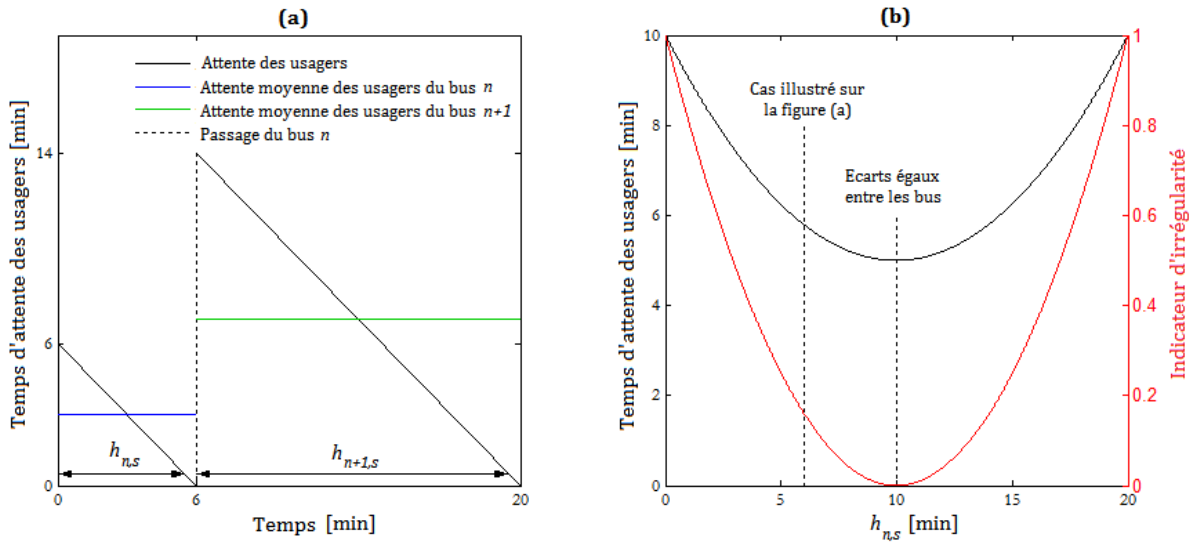 (a)
Attente des usagers
Attente moyenne des usagers du bus n
Attente moyenne des usagers du bus n+1
Passage du bus n
Temps d'attente des usagers [min]
14
6
0
h_{n,s}
h_{n+1,s}
0
6
20
Temps [min]
(b)
Temps d'attente des usagers [min]
10
8
6
4
2
0
Cas illustré sur
la figure (a)
Ecarts égaux
entre les bus
1
0.8
0.6
0.4
0.2
0
Indicateur d'irrégularité
0
5
10
15
20
h_{n,s} [min]